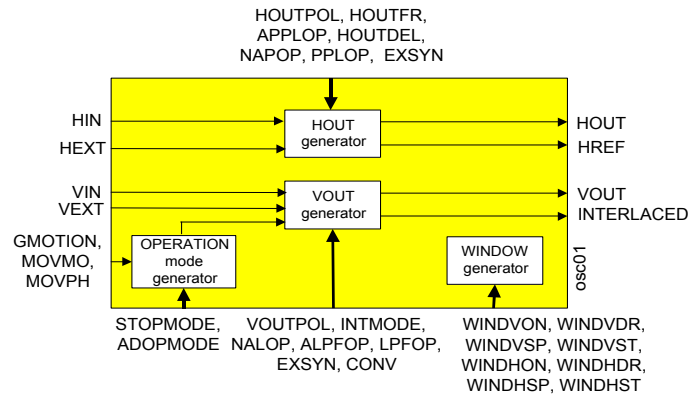 HOUTPOL, HOUTFR,
APPLOP, HOUTDEL,
NAPOP, PPLOP, EXSYN
HIN
HEXT
HOUT
generator
HOUT
HREF
VIN
VEXT
VOUT
generator
VOUT
INTERLACED
GMOTION,
MOVMO,
MOVPH
OPERATION
mode
generator
WINDOW
generator
osc01
STOPMODE,
ADOPMODE
VOUTPOL, INTMODE,
NALOP, ALPFOP, LPFOP,
EXSYN, CONV
WINDVON, WINDVDR,
WINDVSP, WINDVST,
WINDHON, WINDHDR,
WINDHSP, WINDHST